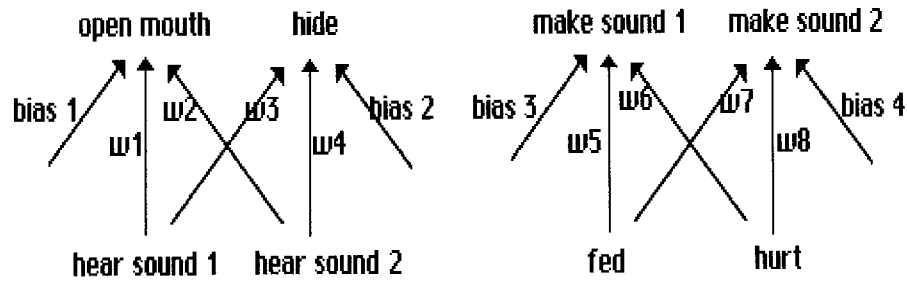 open mouth hide make sound 1 make sound 2
bias 1 w2 w3 bias 2 bias 3 w6 w7 bias 4
w1 w4 w5 w8
hear sound 1 hear sound 2 fed hurt